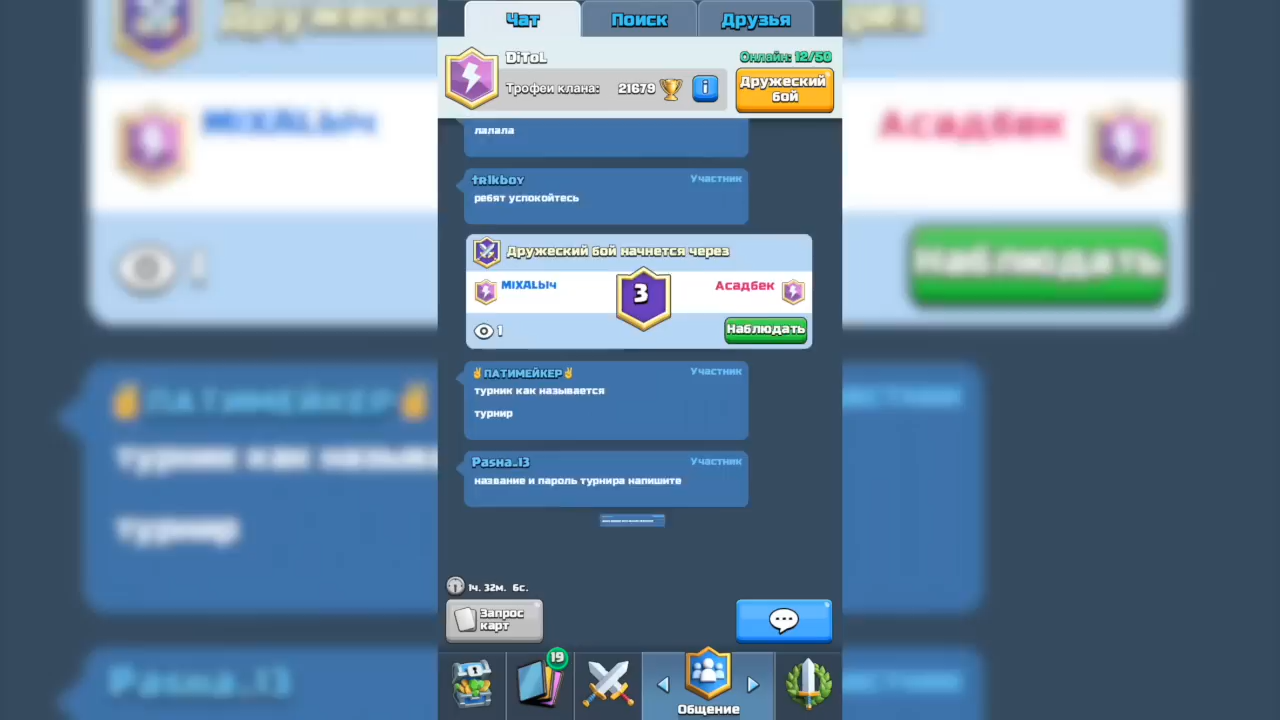 Чат
Поиск
Друзья
DiToL
Онлайн: 12/50
Трофеи клана: 21679
Дружеский
бой
лалала
tRIkBoY
Участник
ребят успокойтесь
Дружеский бой начнется через
MIXALЫч
3
Асадбек
1
Наблюдать
✌ПАТИМЕЙКЕР✌
Участник
турник как называется
турнир
Pasha_13
Участник
название и пароль турнира напишите
1ч. 32м. 6с.
Запрос
карт
19
Общение